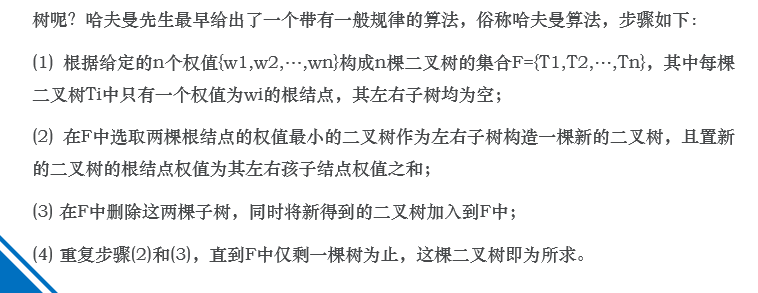 树呢？哈夫曼先生最早给出了一个带有一般规律的算法，俗称哈夫曼算法，步骤如下：
(1) 根据给定的n个权值{w1,w2,···,wn}构成n棵二叉树的集合F={T1,T2,···,Tn}，其中每棵
二叉树Ti中只有一个权值为wi的根结点，其左右子树均为空；
(2) 在F中选取两棵根结点的权值最小的二叉树作为左右子树构造一棵新的二叉树，且置新
的二叉树的根结点权值为其左右孩子结点权值之和；
(3) 在F中删除这两棵子树，同时将新得到的二叉树加入到F中；
(4) 重复步骤(2)和(3)，直到F中仅剩一棵树为止，这棵二叉树即为所求。